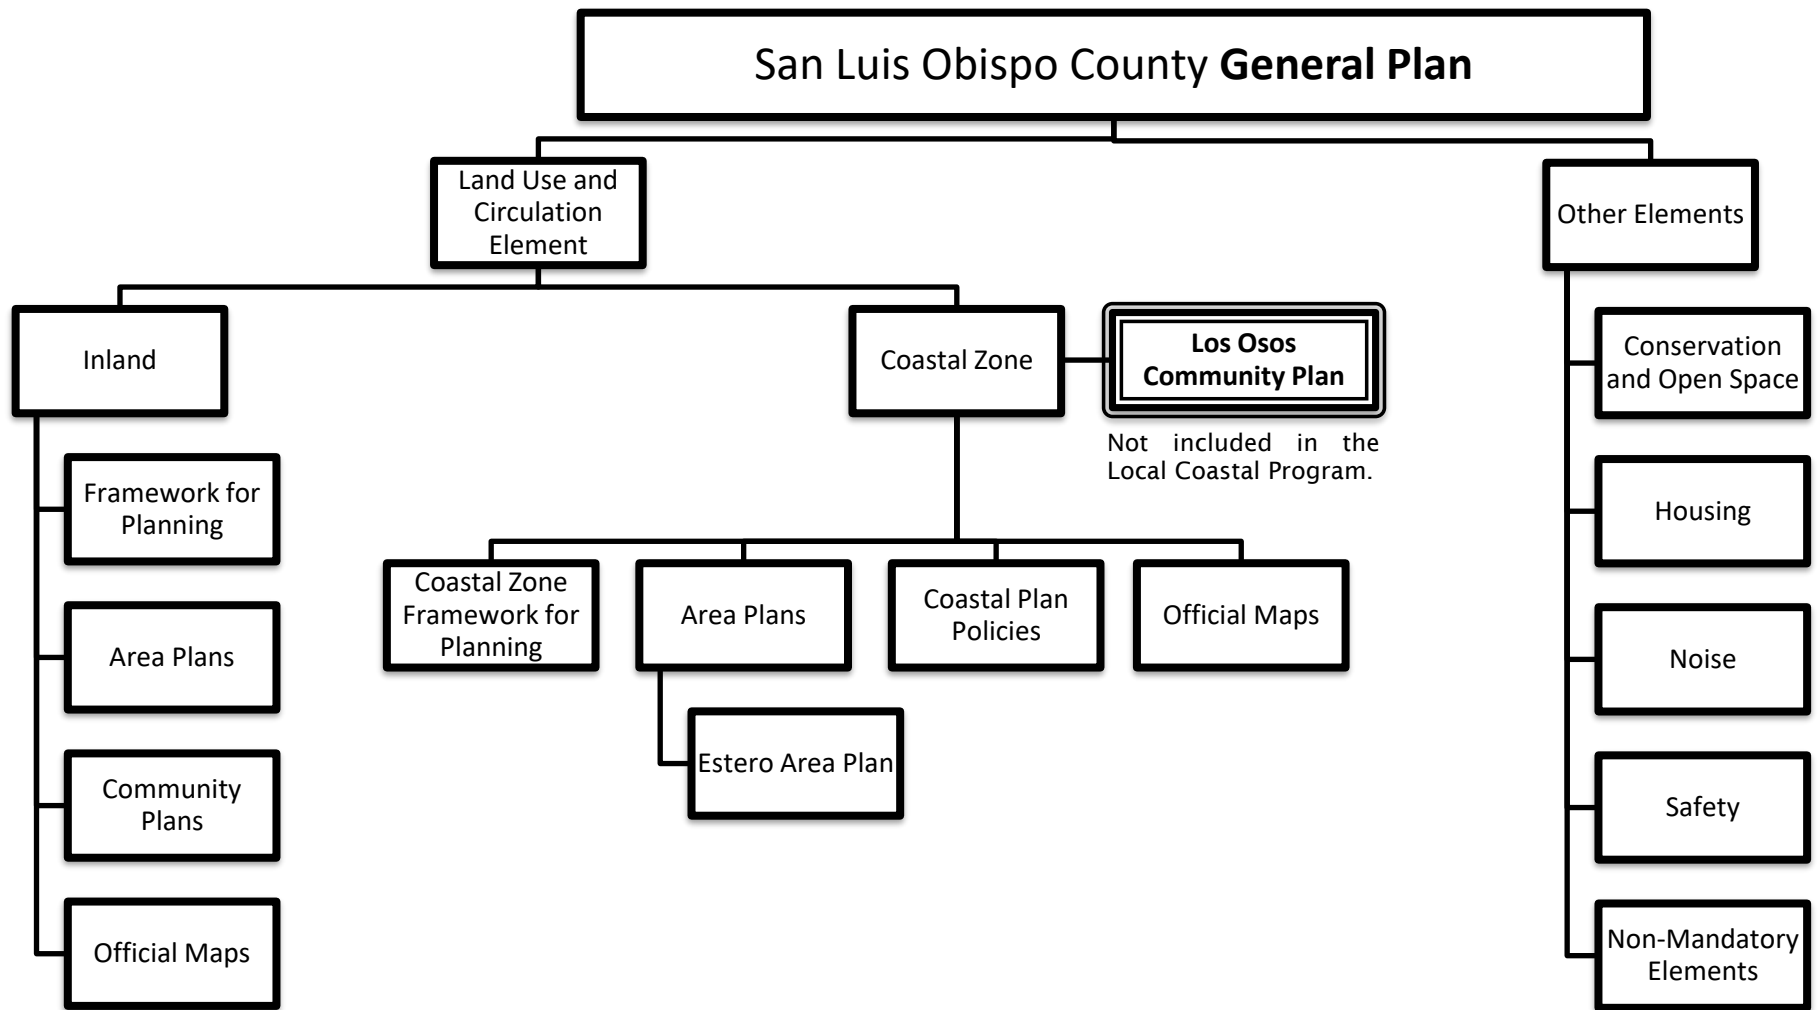 San Luis Obispo County General Plan
Land Use and
Circulation
Element
Other Elements
Inland
Coastal Zone
Los Osos
Community Plan
Not included in the
Local Coastal Program.
Framework for
Planning
Area Plans
Community
Plans
Official Maps
Coastal Zone
Framework for
Planning
Area Plans
Coastal Plan
Policies
Official Maps
Estero Area Plan
Conservation
and Open Space
Housing
Noise
Safety
Non-Mandatory
Elements